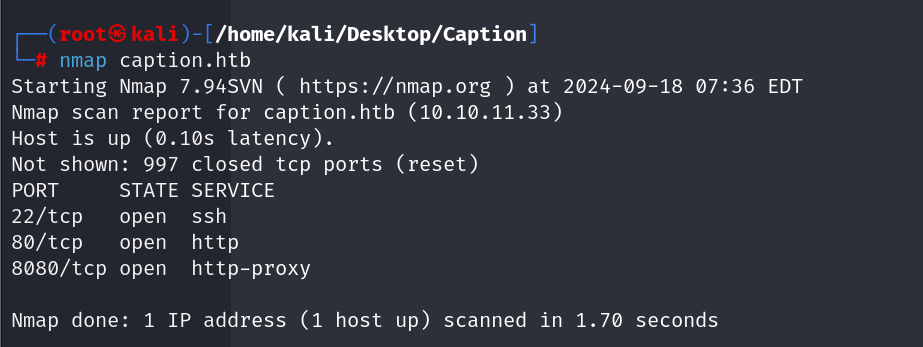 ┌──(root㉿kali)-[/home/kali/Desktop/Caption]
└─# nmap caption.htb
Starting Nmap 7.94SVN ( https://nmap.org ) at 2024-09-18 07:36 EDT
Nmap scan report for caption.htb (10.10.11.33)
Host is up (0.10s latency).
Not shown: 997 closed tcp ports (reset)
PORT     STATE SERVICE
22/tcp   open  ssh
80/tcp   open  http
8080/tcp open  http-proxy
Nmap done: 1 IP address (1 host up) scanned in 1.70 seconds